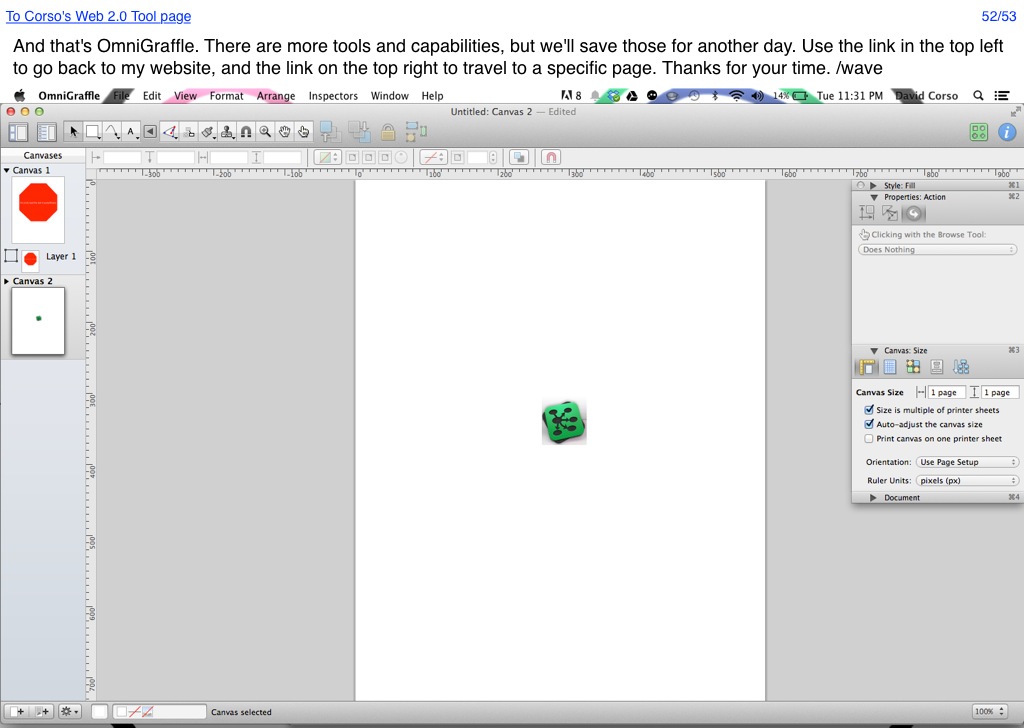 To Corso's Web 2.0 Tool page
52/53
And that's OmniGraffle. There are more tools and capabilities, but we'll save those for another day. Use the link in the top left
to go back to my website, and the link on the top right to travel to a specific page. Thanks for your time. /wave
OmniGraffle File Edit View Format Arrange Inspectors Window Help 8 14% Tue 11:31 PM David Corso
Untitled: Canvas 2 — Edited
Canvases
Canvas 1
Layer 1
Canvas 2
-300 -200 -100 0 100 200 300 400 500 600 700 800 900
0
100
200
300
400
500
600
700
Style: Fill ⌘1
Properties: Action ⌘2
Clicking with the Browse Tool:
Does Nothing
Canvas: Size ⌘3
Canvas Size 1 page 1 page
Size is multiple of printer sheets
Auto-adjust the canvas size
Print canvas on one printer sheet
Orientation: Use Page Setup
Ruler Units: pixels (px)
Document ⌘4
Canvas selected
100%